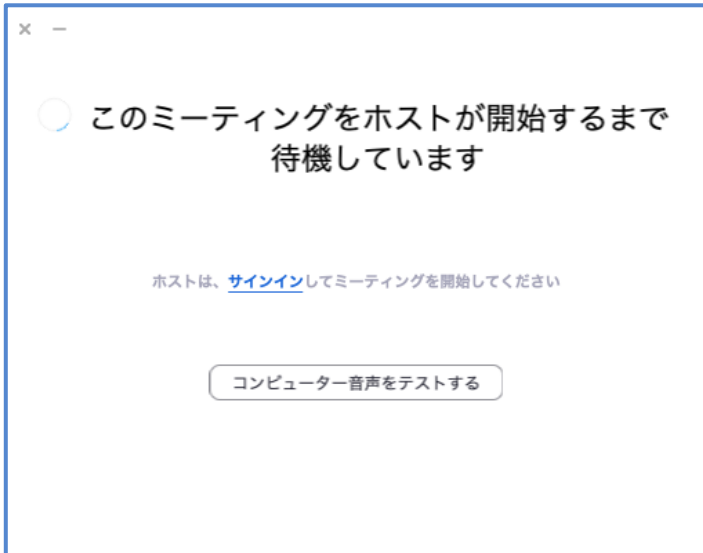 このミーティングをホストが開始するまで
待機しています
ホストは、サインインしてミーティングを開始してください
コンピューター音声をテストする